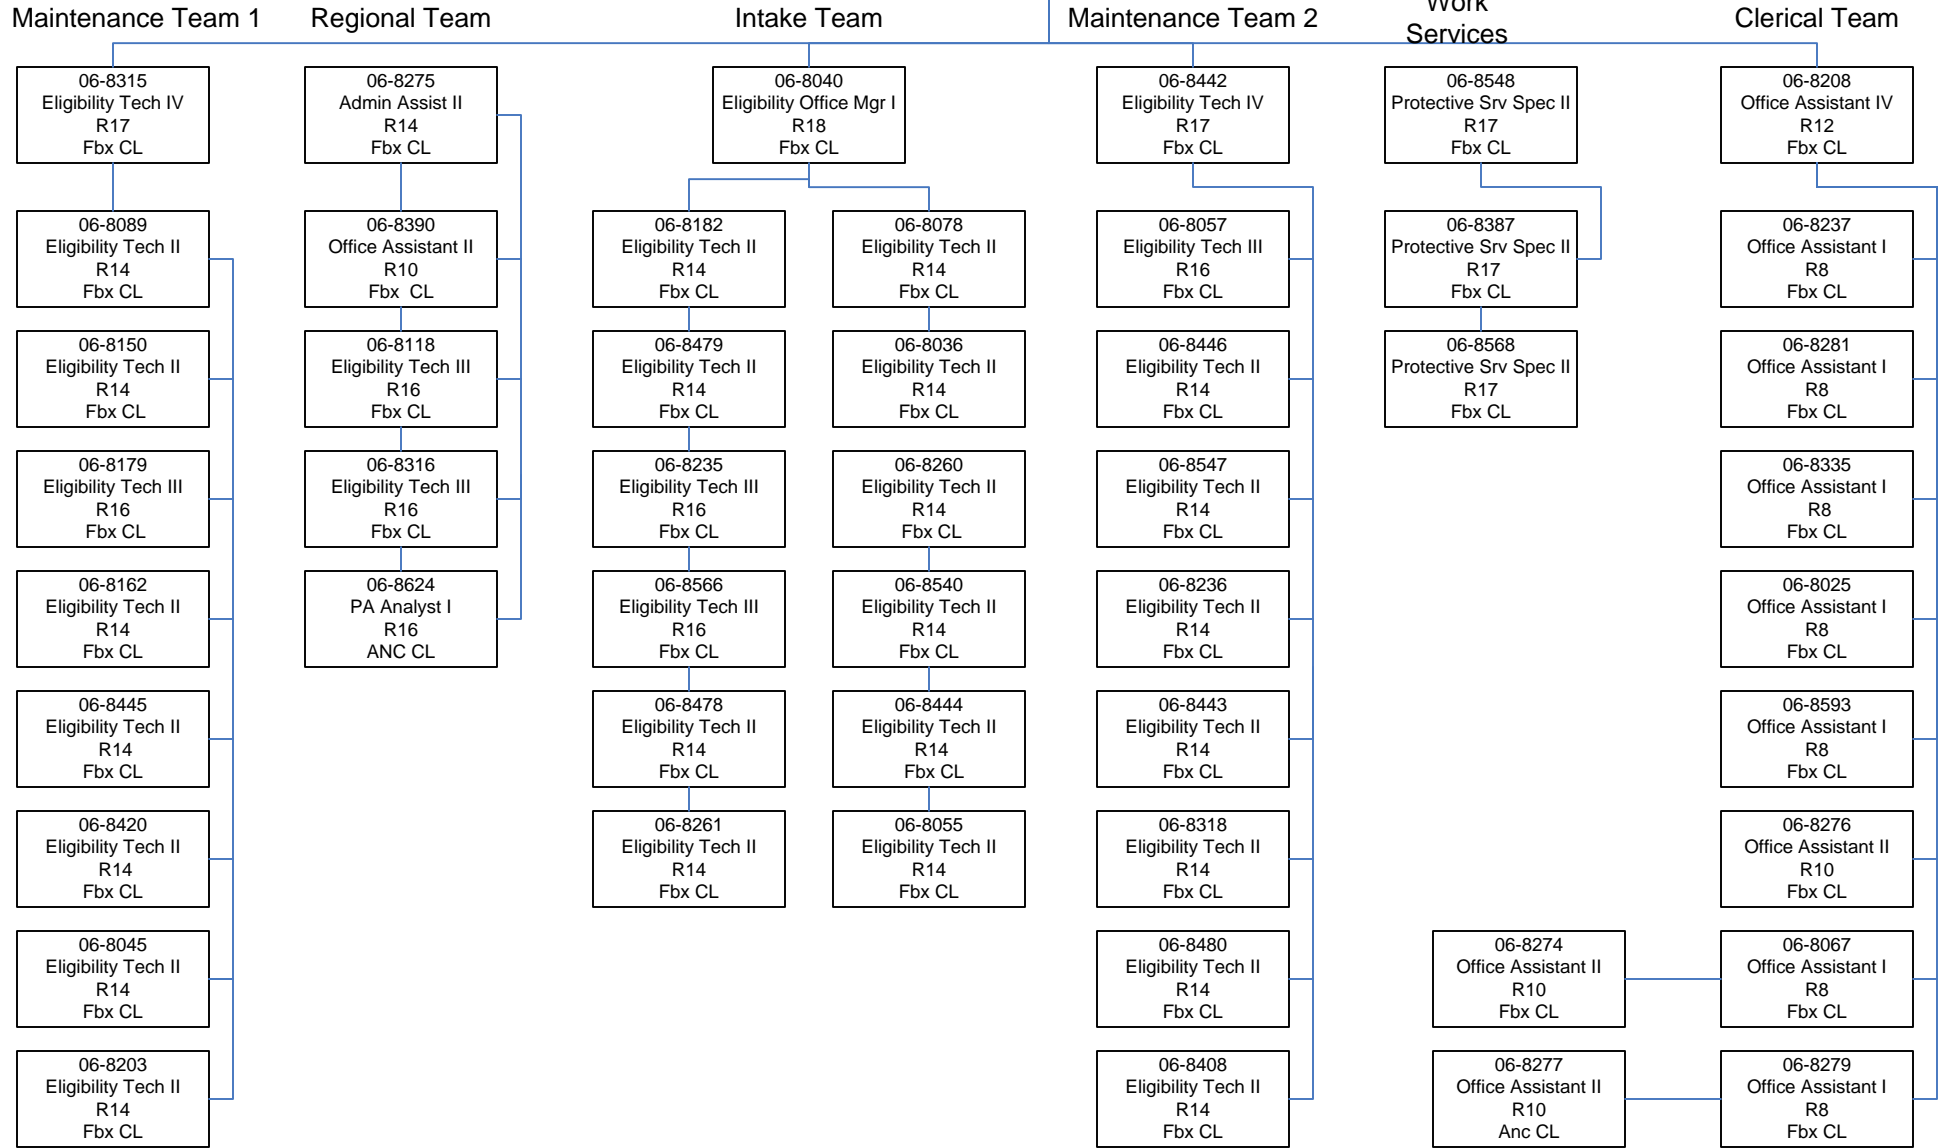 Maintenance Team 1
Regional Team
Intake Team
Maintenance Team 2
Work
Services
Clerical Team
06-8315
Eligibility Tech IV
R17
Fbx CL
06-8089
Eligibility Tech II
R14
Fbx CL
06-8150
Eligibility Tech II
R14
Fbx CL
06-8179
Eligibility Tech III
R16
Fbx CL
06-8162
Eligibility Tech II
R14
Fbx CL
06-8445
Eligibility Tech II
R14
Fbx CL
06-8420
Eligibility Tech II
R14
Fbx CL
06-8045
Eligibility Tech II
R14
Fbx CL
06-8203
Eligibility Tech II
R14
Fbx CL
06-8275
Admin Assist II
R14
Fbx CL
06-8390
Office Assistant II
R10
Fbx CL
06-8118
Eligibility Tech III
R16
Fbx CL
06-8316
Eligibility Tech III
R16
Fbx CL
06-8624
PA Analyst I
R16
ANC CL
06-8040
Eligibility Office Mgr I
R18
Fbx CL
06-8182
Eligibility Tech II
R14
Fbx CL
06-8479
Eligibility Tech II
R14
Fbx CL
06-8235
Eligibility Tech III
R16
Fbx CL
06-8566
Eligibility Tech III
R16
Fbx CL
06-8478
Eligibility Tech II
R14
Fbx CL
06-8261
Eligibility Tech II
R14
Fbx CL
06-8078
Eligibility Tech II
R14
Fbx CL
06-8036
Eligibility Tech II
R14
Fbx CL
06-8260
Eligibility Tech II
R14
Fbx CL
06-8540
Eligibility Tech II
R14
Fbx CL
06-8444
Eligibility Tech II
R14
Fbx CL
06-8055
Eligibility Tech II
R14
Fbx CL
06-8442
Eligibility Tech IV
R17
Fbx CL
06-8057
Eligibility Tech III
R16
Fbx CL
06-8446
Eligibility Tech II
R14
Fbx CL
06-8547
Eligibility Tech II
R14
Fbx CL
06-8236
Eligibility Tech II
R14
Fbx CL
06-8443
Eligibility Tech II
R14
Fbx CL
06-8318
Eligibility Tech II
R14
Fbx CL
06-8480
Eligibility Tech II
R14
Fbx CL
06-8408
Eligibility Tech II
R14
Fbx CL
06-8548
Protective Srv Spec II
R17
Fbx CL
06-8387
Protective Srv Spec II
R17
Fbx CL
06-8568
Protective Srv Spec II
R17
Fbx CL
06-8274
Office Assistant II
R10
Fbx CL
06-8277
Office Assistant II
R10
Anc CL
06-8208
Office Assistant IV
R12
Fbx CL
06-8237
Office Assistant I
R8
Fbx CL
06-8281
Office Assistant I
R8
Fbx CL
06-8335
Office Assistant I
R8
Fbx CL
06-8025
Office Assistant I
R8
Fbx CL
06-8593
Office Assistant I
R8
Fbx CL
06-8276
Office Assistant II
R10
Fbx CL
06-8067
Office Assistant I
R8
Fbx CL
06-8279
Office Assistant I
R8
Fbx CL